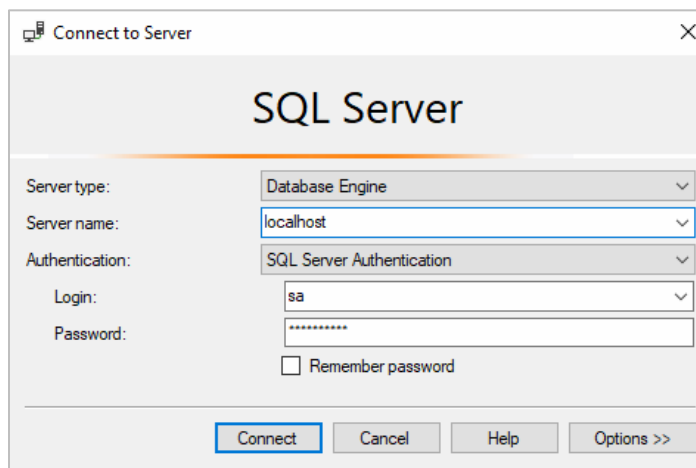 Connect to Server
SQL Server
Server type: Database Engine
Server name: localhost
Authentication: SQL Server Authentication
Login: sa
Password: **********
Remember password
Connect Cancel Help Options >>